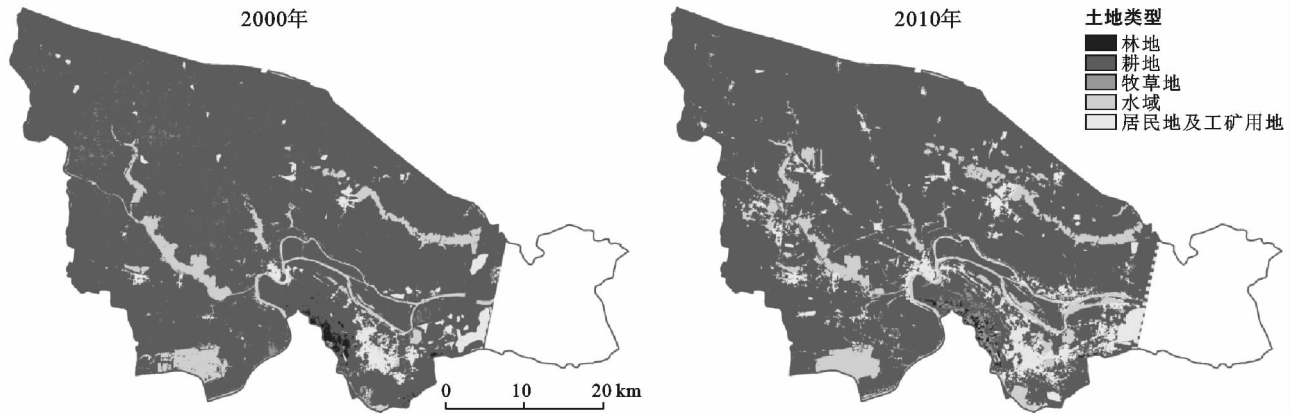 2000年
2010年
土地类型
林地
耕地
牧草地
水域
居民地及工矿用地
0 10 20 km